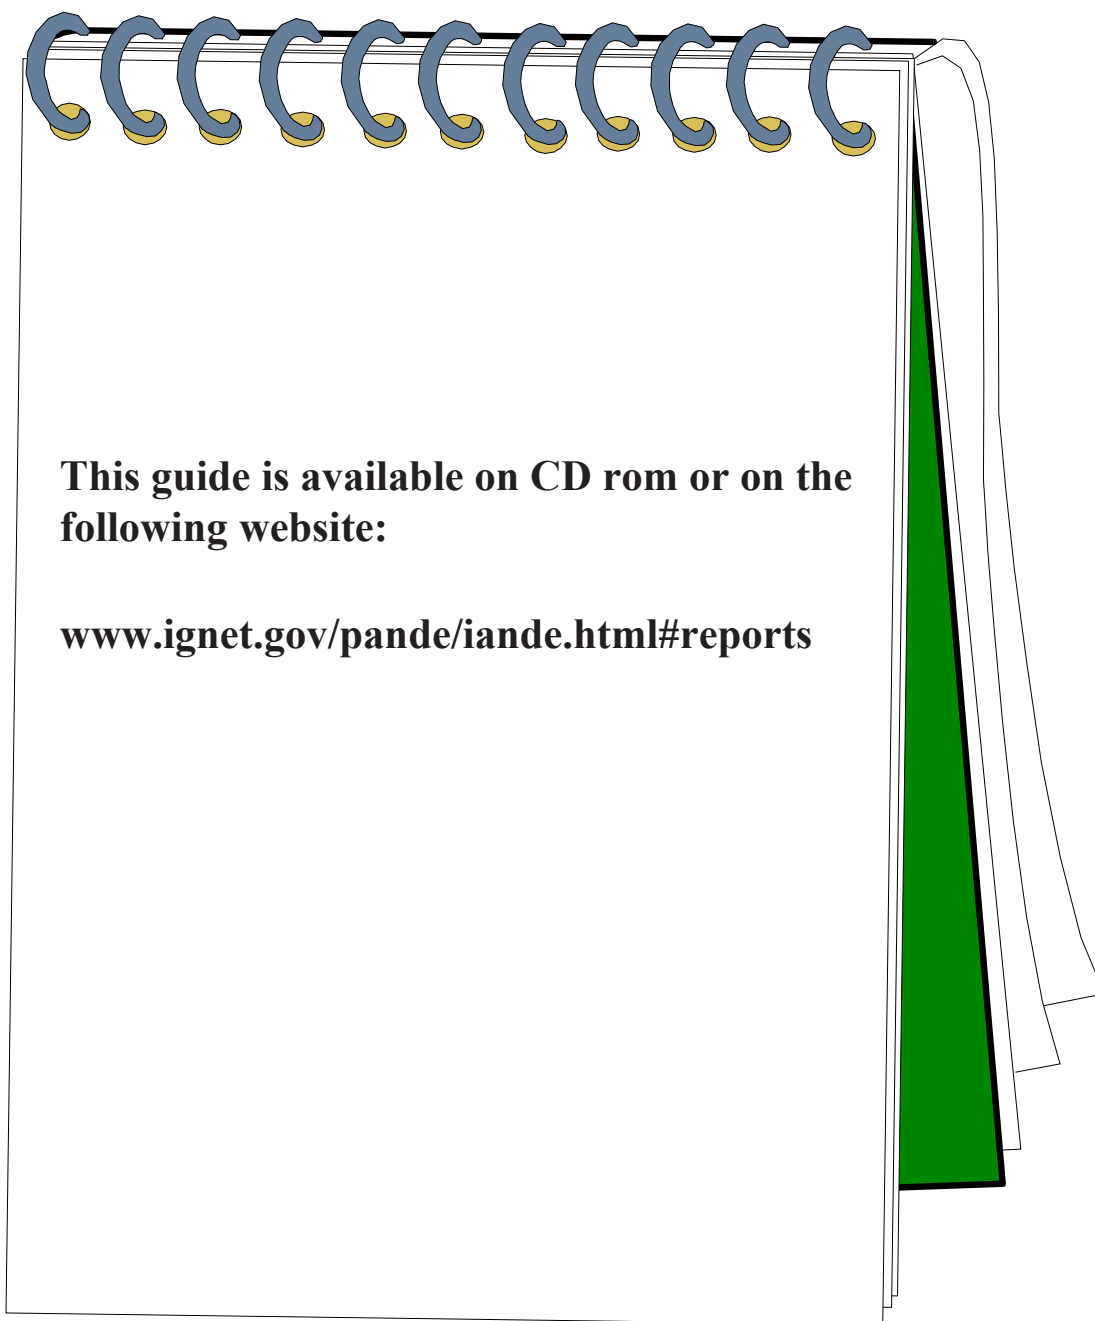 This guide is available on CD rom or on the
following website:
www.ignet.gov/pande/iande.html#reports